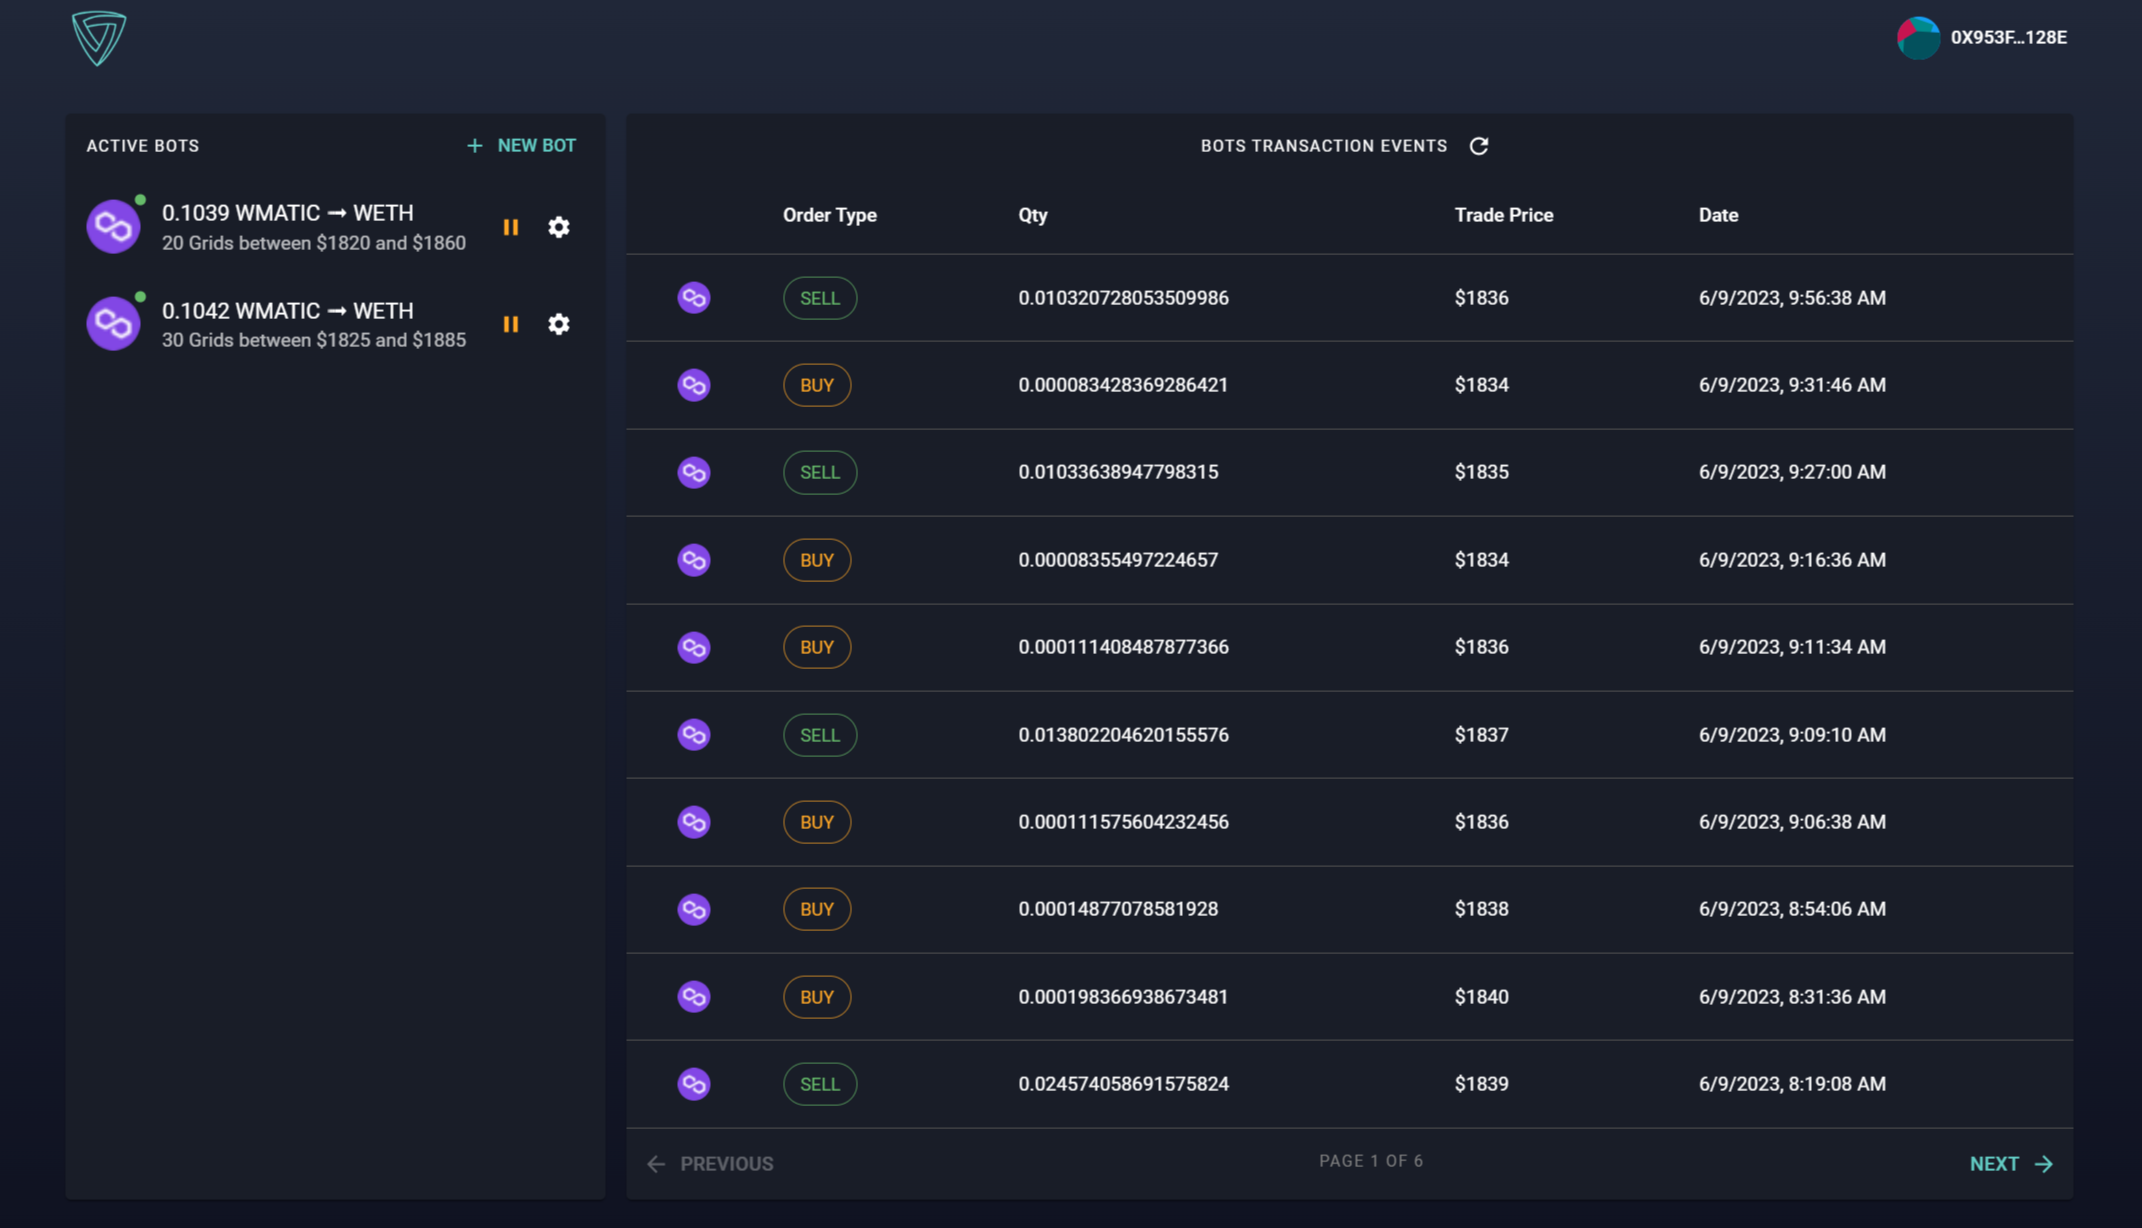 0X953F...128E
ACTIVE BOTS
+ NEW BOT
0.1039 WMATIC → WETH
20 Grids between $1820 and $1860
0.1042 WMATIC → WETH
30 Grids between $1825 and $1885
BOTS TRANSACTION EVENTS
Order Type Qty Trade Price Date
SELL 0.010320728053509986 $1836 6/9/2023, 9:56:38 AM
BUY 0.000083428369286421 $1834 6/9/2023, 9:31:46 AM
SELL 0.01033638947798315 $1835 6/9/2023, 9:27:00 AM
BUY 0.00008355497224657 $1834 6/9/2023, 9:16:36 AM
BUY 0.000111408487877366 $1836 6/9/2023, 9:11:34 AM
SELL 0.013802204620155576 $1837 6/9/2023, 9:09:10 AM
BUY 0.000111575604232456 $1836 6/9/2023, 9:06:38 AM
BUY 0.00014877078581928 $1838 6/9/2023, 8:54:06 AM
BUY 0.000198366938673481 $1840 6/9/2023, 8:31:36 AM
SELL 0.024574058691575824 $1839 6/9/2023, 8:19:08 AM
← PREVIOUS PAGE 1 OF 6 NEXT →